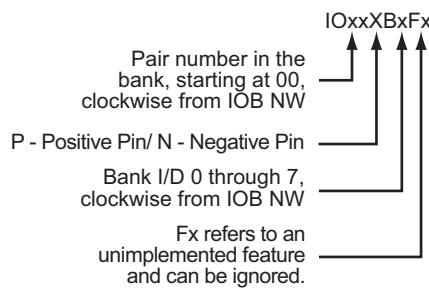 IOxxXBxFx
Pair number in the
bank, starting at 00,
clockwise from IOB NW
P - Positive Pin/ N - Negative Pin
Bank I/D 0 through 7,
clockwise from IOB NW
Fx refers to an
unimplemented feature
and can be ignored.